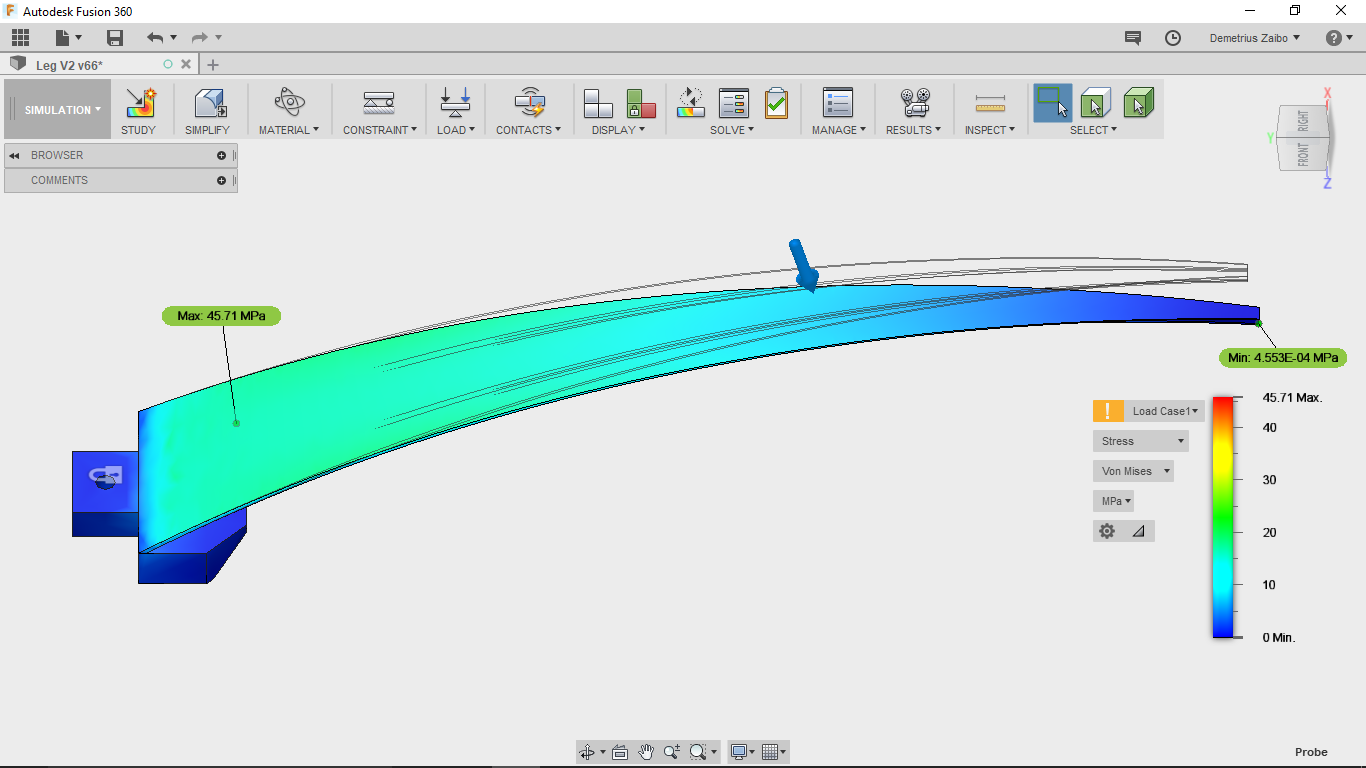 Autodesk Fusion 360
Demetrius Zaibo
Leg V2 v66*
SIMULATION
STUDY
SIMPLIFY
MATERIAL
CONSTRAINT
LOAD
CONTACTS
DISPLAY
SOLVE
MANAGE
RESULTS
INSPECT
SELECT
BROWSER
COMMENTS
X
Y
RIGHT
FRONT
Z
Max: 45.71 MPa
Min: 4.553E-04 MPa
Load Case1
Stress
Von Mises
MPa
45.71 Max.
40
30
20
10
0 Min.
Probe